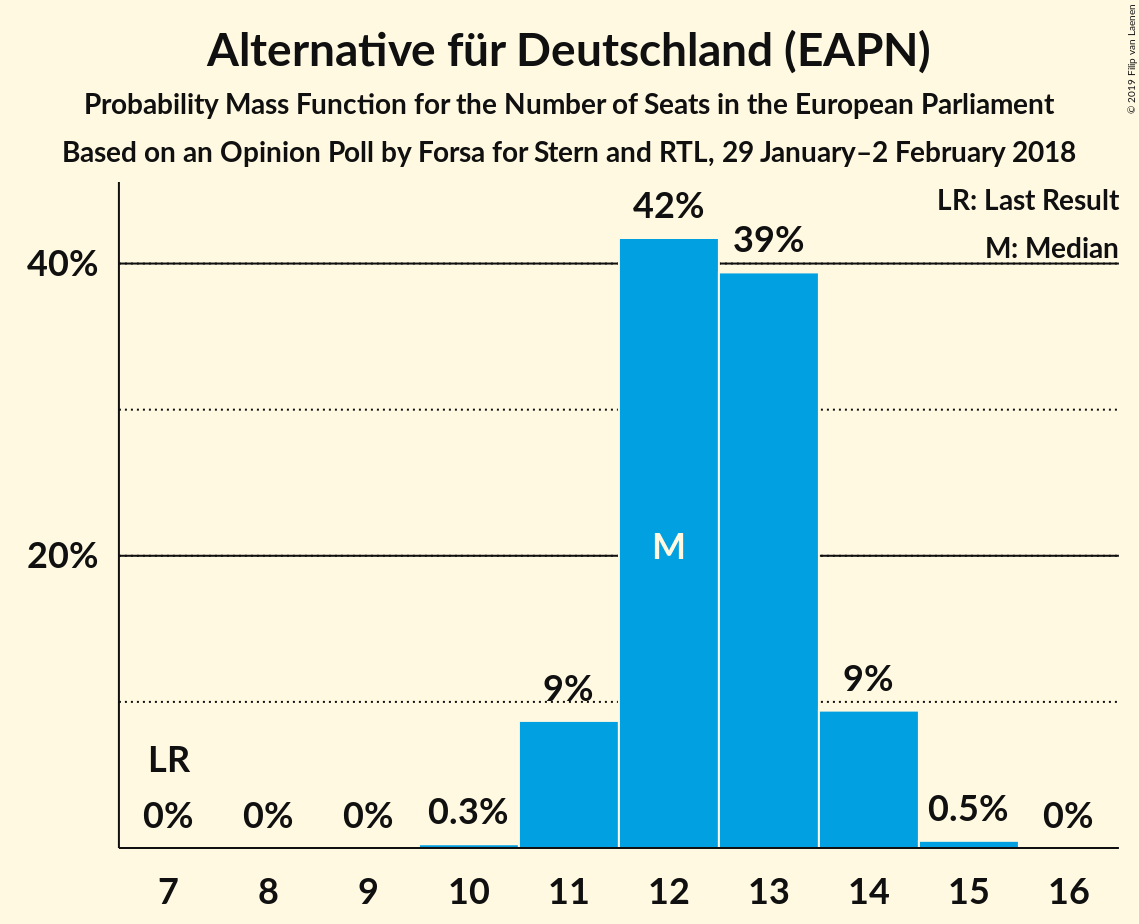 Alternative für Deutschland (EAPN)
Probability Mass Function for the Number of Seats in the European Parliament
Based on an Opinion Poll by Forsa for Stern and RTL, 29 January–2 February 2018
© 2019 Filip van Laenen
LR: Last Result
M: Median
40%
20%
42%
39%
M
9%
9%
LR
0%
0%
0%
0.3%
0.5%
0%
7
8
9
10
11
12
13
14
15
16